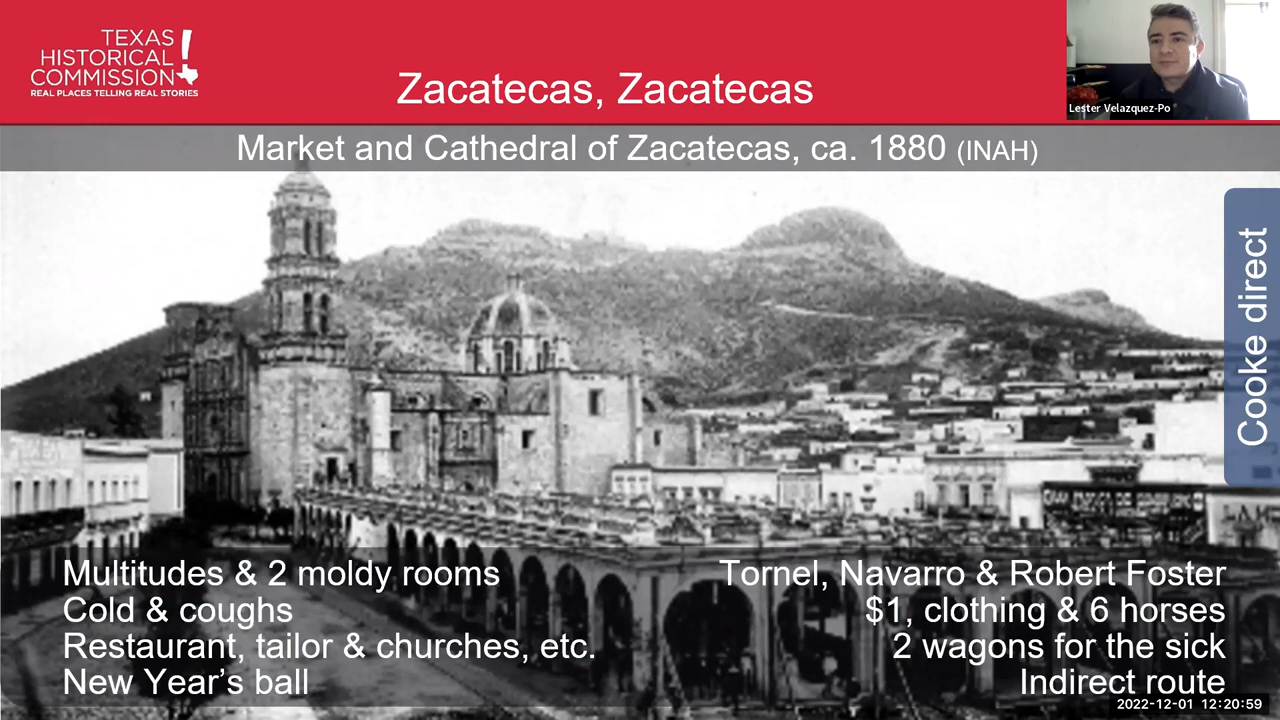 TEXAS
HISTORICAL
COMMISSION
REAL PLACES TELLING REAL STORIES
Zacatecas, Zacatecas
Lester Velazquez-Po
Market and Cathedral of Zacatecas, ca. 1880 (INAH)
Cooke direct
Multitudes & 2 moldy rooms
Cold & coughs
Restaurant, tailor & churches, etc.
New Year's ball
Tornel, Navarro & Robert Foster
$1, clothing & 6 horses
2 wagons for the sick
Indirect route
2022-12-01 12:20:59